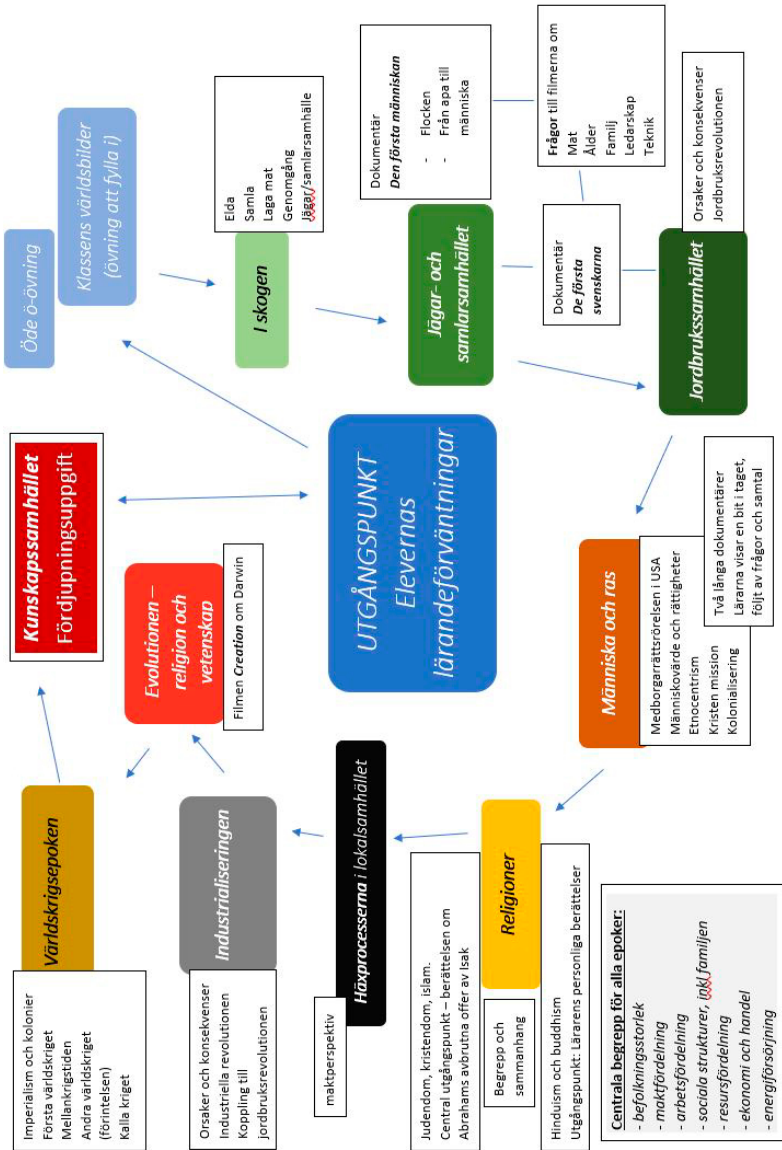 Öde ö-övning
Klassens världsbilder
(övning att fylla i)
Elda
Samla
Laga mat
Genomgång
Jägar/samlarsamhälle
I skogen
Dokumentär
Den första människan
- Flocken
- Från apa till
människa
Jägar- och
samlarsamhället
Frågor till filmerna om
Mat
Ålder
Familj
Ledarskap
Teknik
Dokumentär
De första
svenskarna
Orsaker och konsekvenser
Jordbruksrevolutionen
Jordbrukssamhället
Kunskapssamhället
Fördjupningsuppgift
UTGÅNGSPUNKT
Elevernas
lärandeförväntningar
Evolutionen –
religion och
vetenskap
Filmen Creation om Darwin
Människa och ras
Medborgarrättsrörelsen i USA
Människovärde och rättigheter
Etnocentrism
Kristen mission
Kolonialisering
Två långa dokumentärer
Lärarna visar en bit i taget,
följt av frågor och samtal
Världskrigsepoken
Imperialism och kolonier
Första världskriget
Mellankrigstiden
Andra världskriget
(förintelsen)
Kalla kriget
Industrialiseringen
Orsaker och konsekvenser
Industriella revolutionen
Koppling till
jordbruksrevolutionen
Häxprocesserna i lokalsamhället
maktperspektiv
Religioner
Judendom, kristendom, islam.
Central utgångspunkt – berättelsen om
Abrahams avbrutna offer av Isak
Begrepp och
sammanhang
Hinduism och buddhism
Utgångspunkt: Lärarens personliga berättelser
Centrala begrepp för alla epoker:
- befolkningsstorlek
- maktfördelning
- arbetsfördelning
- sociala strukturer, inkl familjen
- resursfördelning
- ekonomi och handel
- energiförsörjning